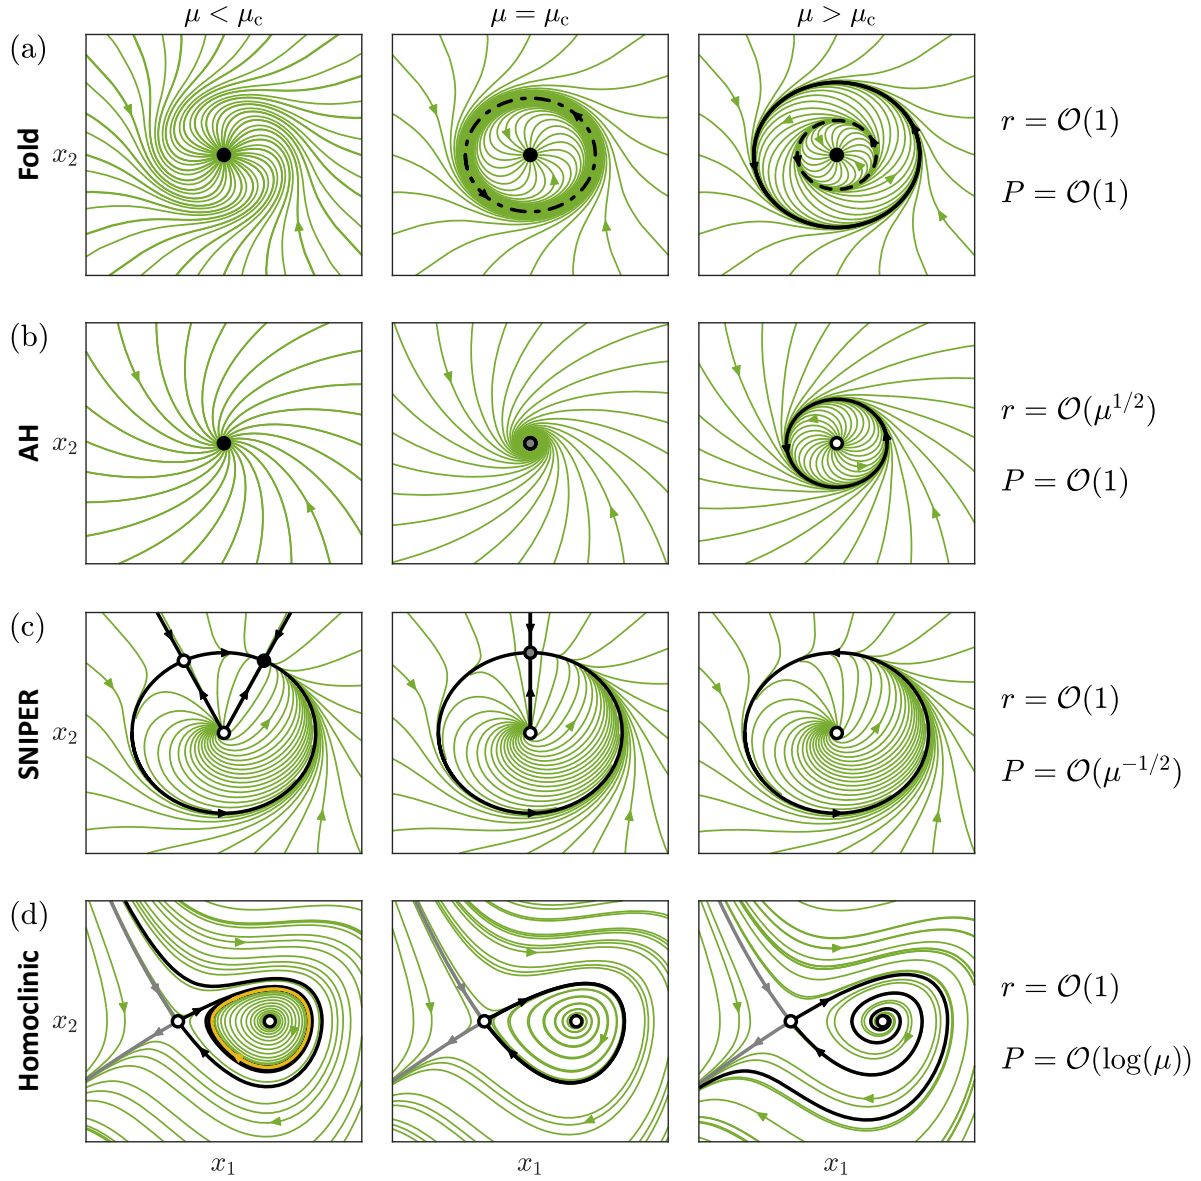 μ < μc
μ = μc
μ > μc
(a)
Fold
x2
r = 𝒪(1)
P = 𝒪(1)
(b)
AH
x2
r = 𝒪(μ^{1/2})
P = 𝒪(1)
(c)
SNIPER
x2
r = 𝒪(1)
P = 𝒪(μ^{−1/2})
(d)
Homoclinic
x2
r = 𝒪(1)
P = 𝒪(log(μ))
x1
x1
x1